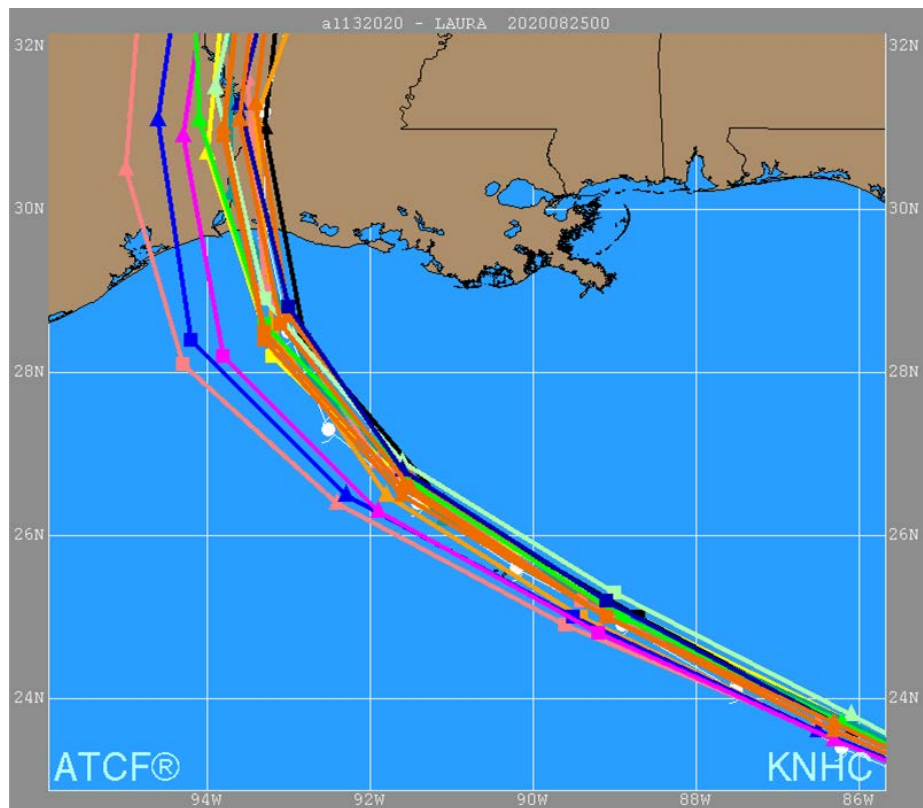 al132020 - LAURA 2020082500
32N 32N
30N 30N
28N 28N
26N 26N
24N 24N
ATCF® KNHC
94W 92W 90W 88W 86W